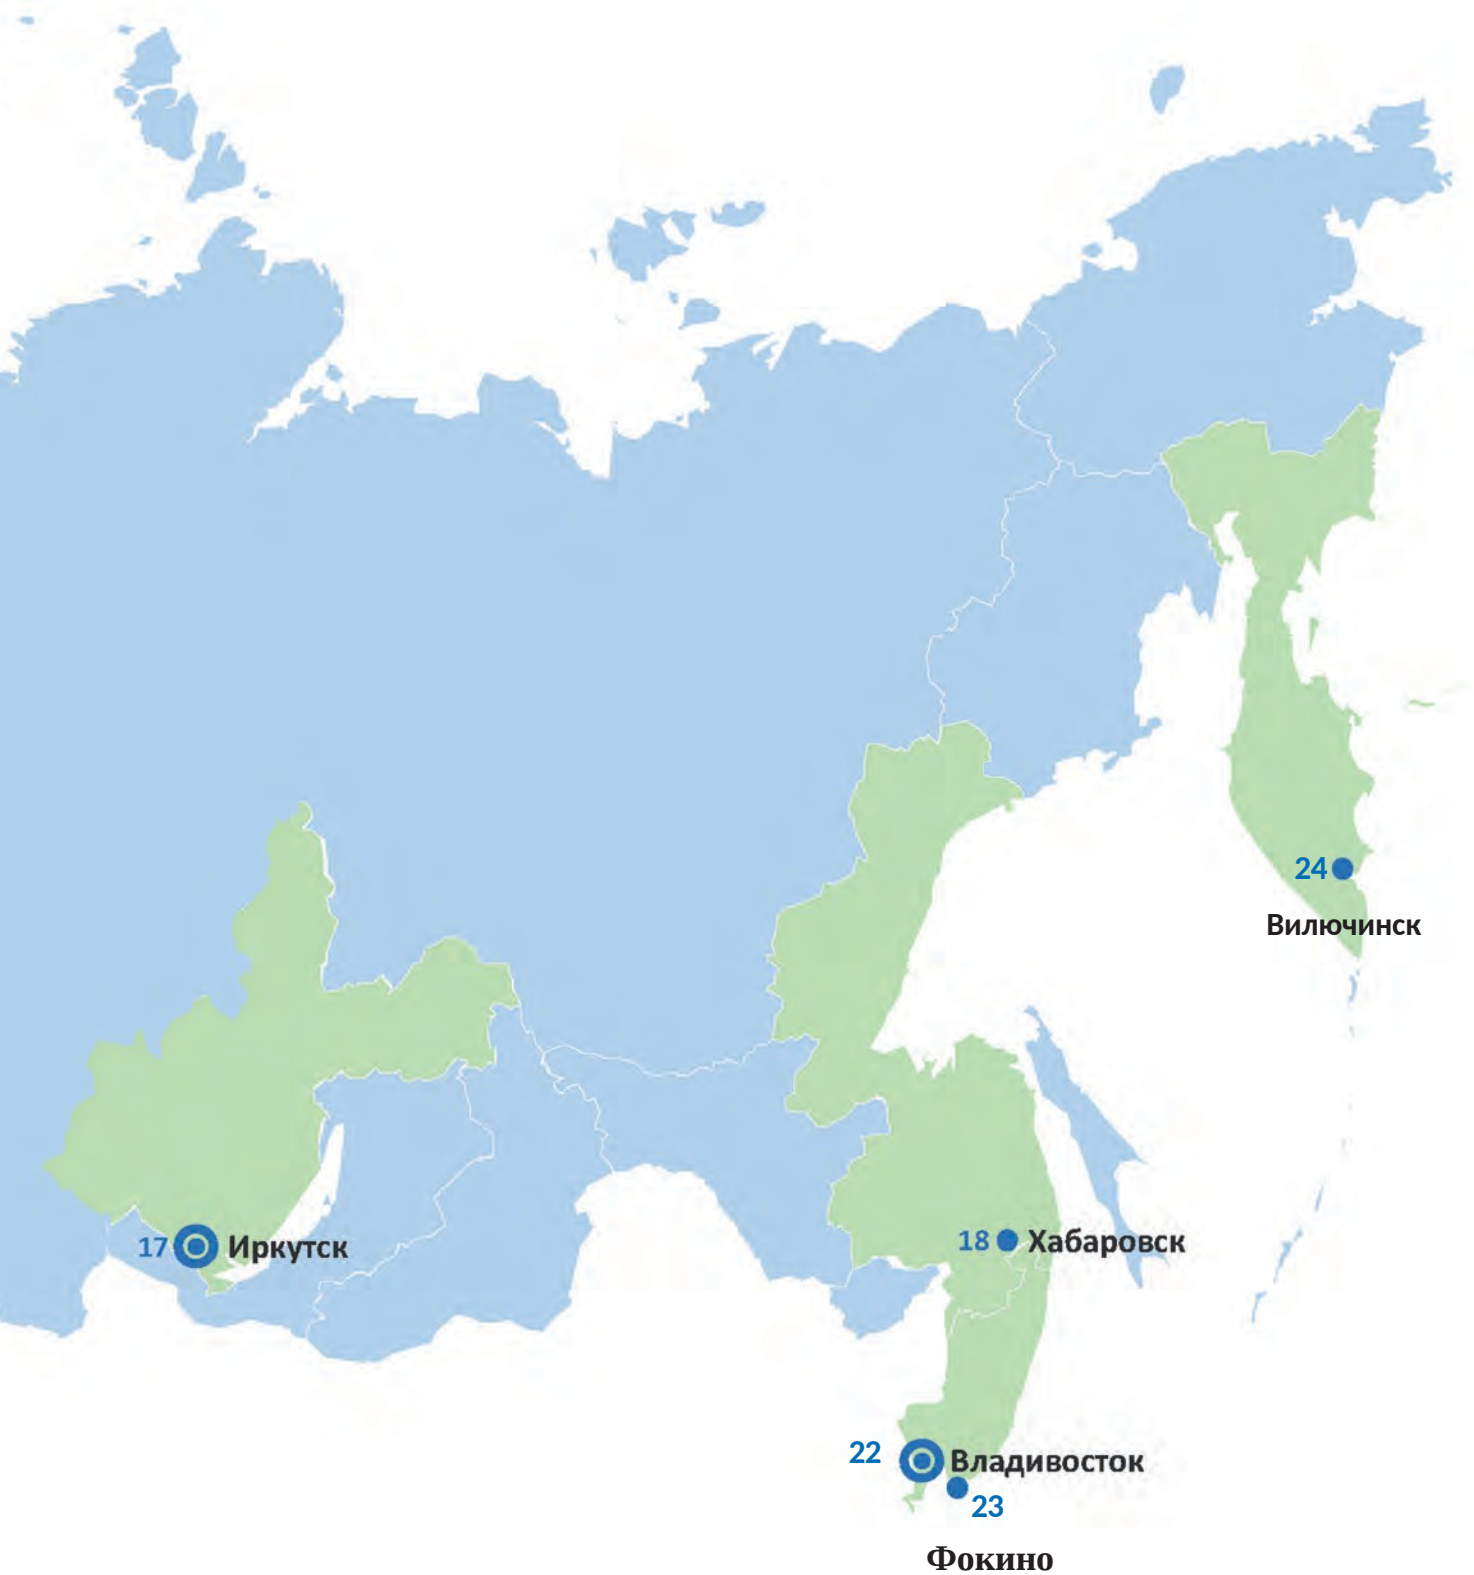 24
Вилючинск
18 Хабаровск
17 Иркутск
22 Владивосток
23
Фокино